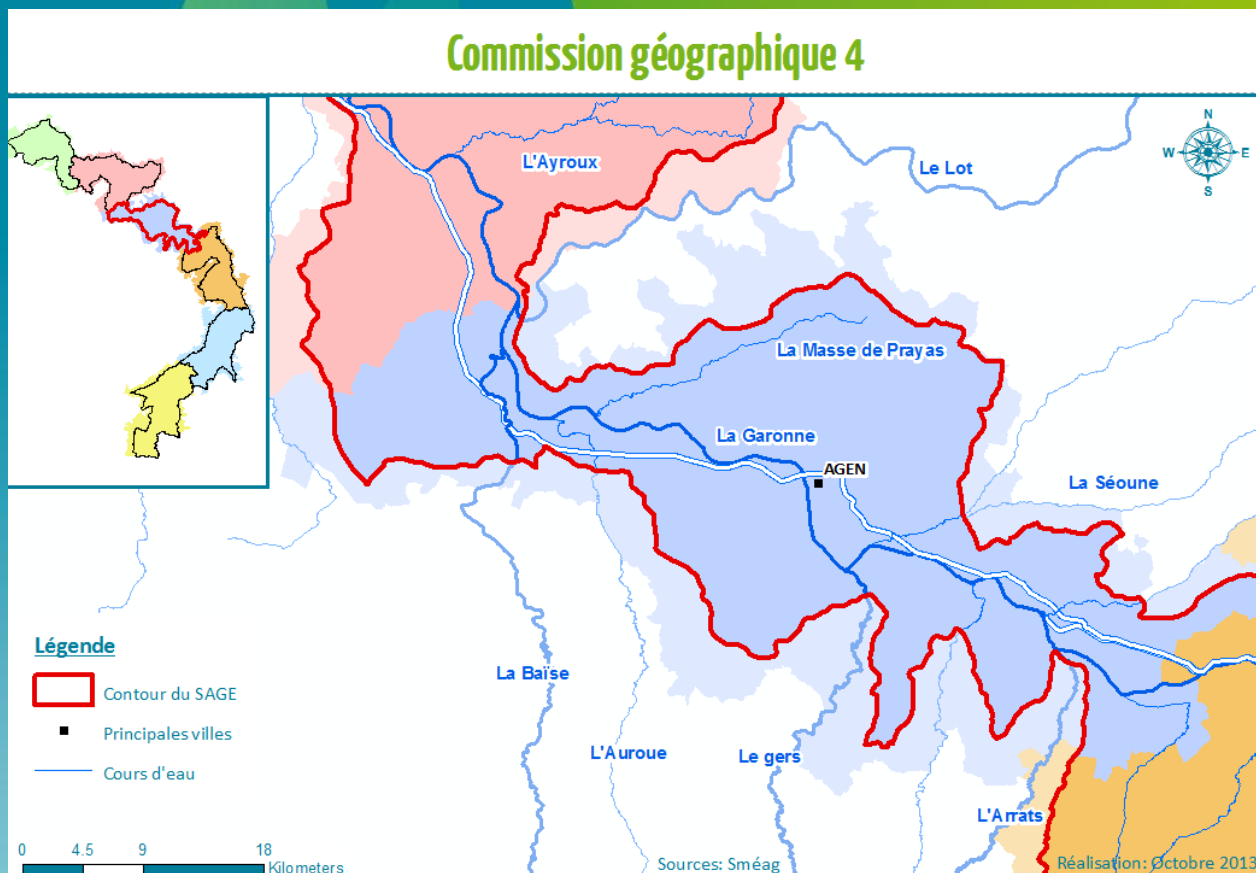 Commission géographique 4
N
W
E
S
L'Ayroux
Le Lot
La Masse de Prayas
La Garonne
AGEN
La Séoune
La Baïse
L'Auroue
Le gers
L'Arrats
Légende
Contour du SAGE
Principales villes
Cours d'eau
0 4.5 9 18
Kilometers
Sources: Sméag
Réalisation: Octobre 2013